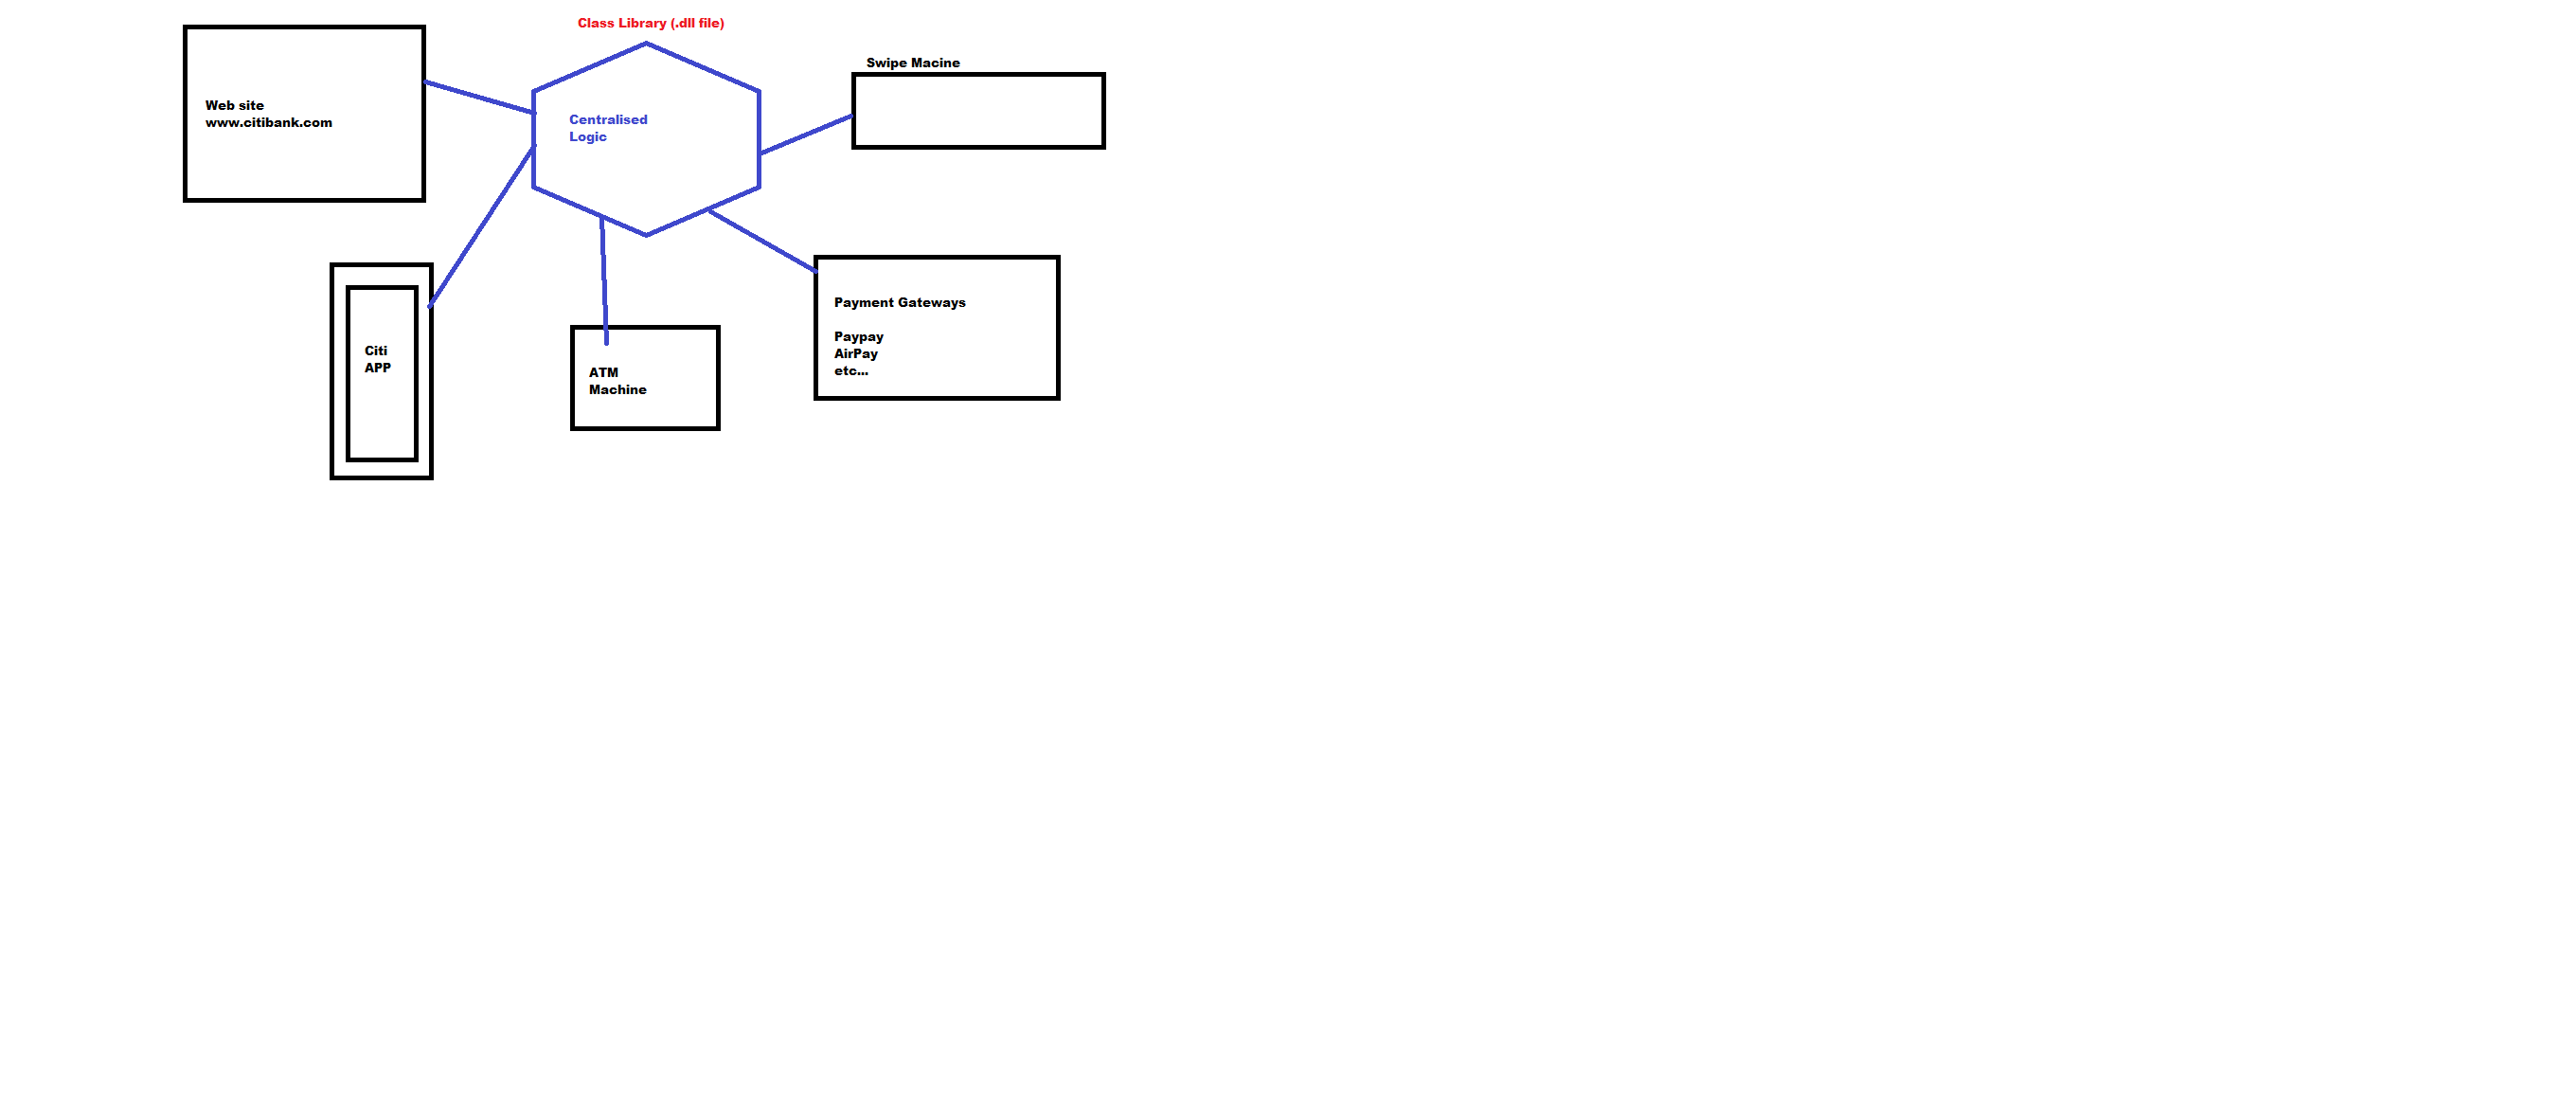 Class Library (.dll file)
Web site
www.citibank.com
Centralised
Logic
Swipe Macine
Citi
APP
ATM
Machine
Payment Gateways
Paypay
AirPay
etc...